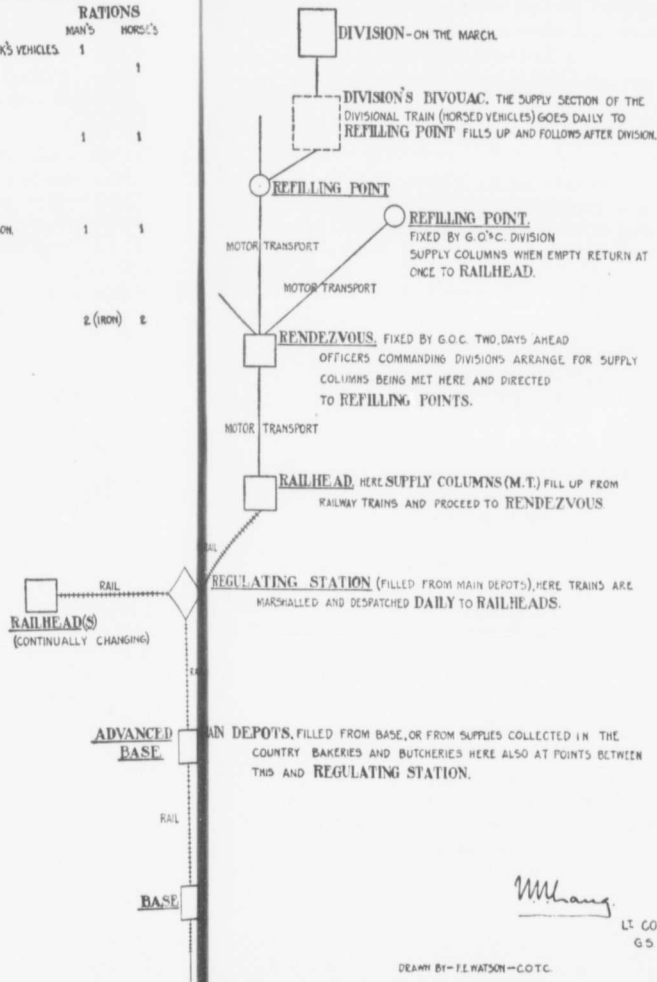 RATIONS
MAN'S HORSE'S
K'S VEHICLES. 1
1
1 1
ON. 1 1
2 (IRON) 2
DIVISION - ON THE MARCH.
DIVISION'S BIVOUAC. THE SUPPLY SECTION OF THE
DIVISIONAL TRAIN (HORSED VEHICLES) GOES DAILY TO
REFILLING POINT FILLS UP AND FOLLOWS AFTER DIVISION.
REFILLING POINT
REFILLING POINT.
FIXED BY G.O'S C. DIVISION
SUPPLY COLUMNS WHEN EMPTY RETURN AT
ONCE TO RAILHEAD.
MOTOR TRANSPORT
MOTOR TRANSPORT
RENDEZVOUS. FIXED BY G.O.C. TWO DAYS AHEAD
OFFICERS COMMANDING DIVISIONS ARRANGE FOR SUPPLY
COLUMNS BEING MET HERE AND DIRECTED
TO REFILLING POINTS.
MOTOR TRANSPORT
RAILHEAD, HERE SUPPLY COLUMNS (M.T.) FILL UP FROM
RAILWAY TRAINS AND PROCEED TO RENDEZVOUS
RAIL
RAIL
REGULATING STATION (FILLED FROM MAIN DEPOTS), HERE TRAINS ARE
MARSHALLED AND DESPATCHED DAILY TO RAILHEADS.
RAILHEAD(S)
(CONTINUALLY CHANGING)
RAIL
ADVANCED
BASE
AIN DEPOTS, FILLED FROM BASE, OR FROM SUPPLIES COLLECTED IN THE
COUNTRY BAKERIES AND BUTCHERIES HERE ALSO AT POINTS BETWEEN
THIS AND REGULATING STATION.
RAIL
BASE
LT CO
GS
DRAWN BY - F.E. WATSON - C.O.T.C.